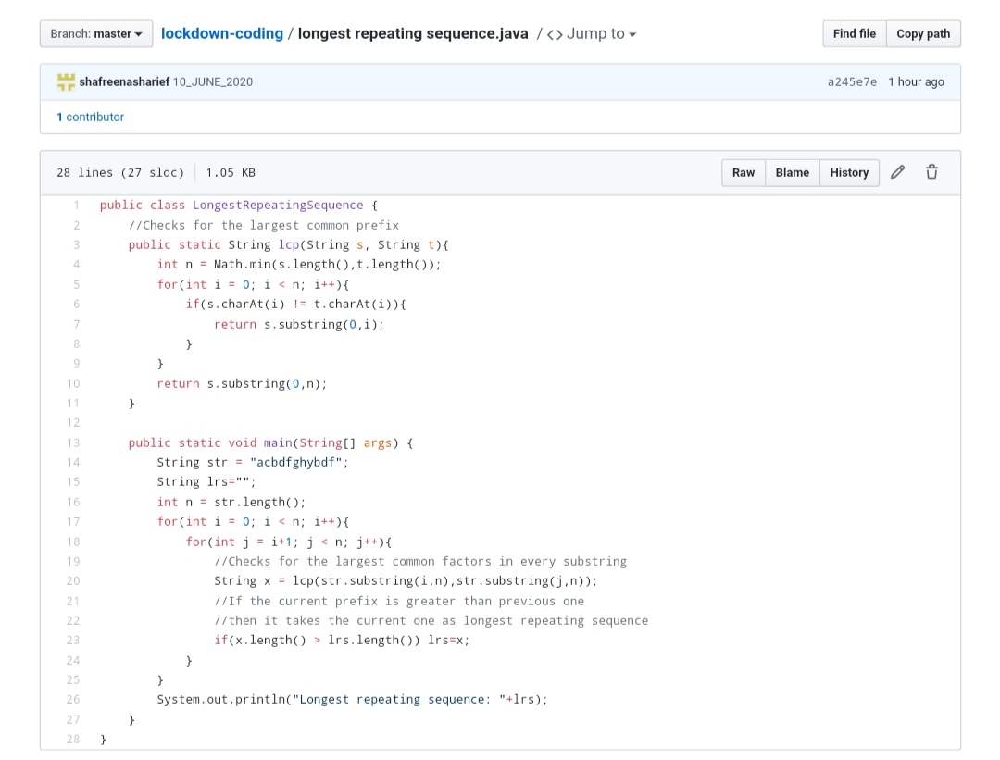 Branch: master lockdown-coding / longest repeating sequence.java / <> Jump to Find file Copy path
shafreenasharief 10_JUNE_2020 a245e7e 1 hour ago
1 contributor
28 lines (27 sloc) 1.05 KB Raw Blame History
1 public class LongestRepeatingSequence {
2 //Checks for the largest common prefix
3 public static String lcp(String s, String t){
4 int n = Math.min(s.length(),t.length());
5 for(int i = 0; i < n; i++){
6 if(s.charAt(i) != t.charAt(i)){
7 return s.substring(0,i);
8 }
9 }
10 return s.substring(0,n);
11 }
12
13 public static void main(String[] args) {
14 String str = "acbdfghybdf";
15 String lrs="";
16 int n = str.length();
17 for(int i = 0; i < n; i++){
18 for(int j = i+1; j < n; j++){
19 //Checks for the largest common factors in every substring
20 String x = lcp(str.substring(i,n),str.substring(j,n));
21 //If the current prefix is greater than previous one
22 //then it takes the current one as longest repeating sequence
23 if(x.length() > lrs.length()) lrs=x;
24 }
25 }
26 System.out.println("Longest repeating sequence: "+lrs);
27 }
28 }